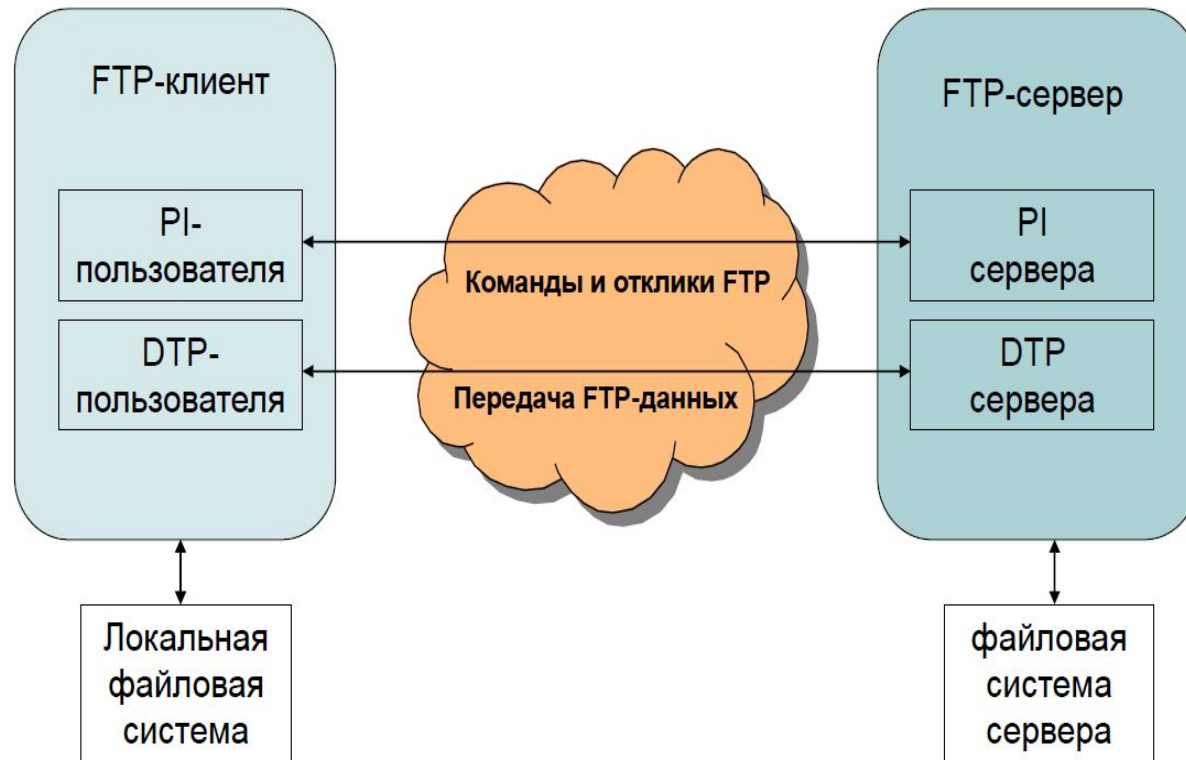 FTP-клиент
FTP-сервер
PI-
пользователя
PI
сервера
Команды и отклики FTP
DTP-
пользователя
DTP
сервера
Передача FTP-данных
Локальная
файловая
система
файловая
система
сервера